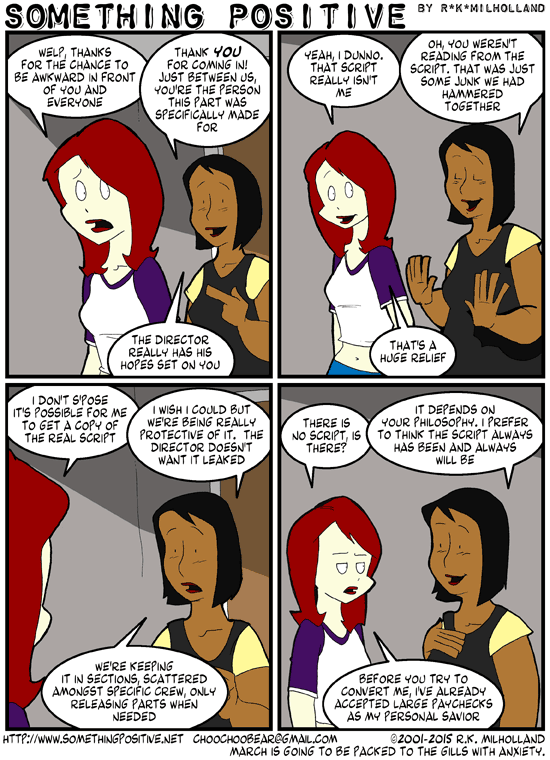 SOMETHING POSITIVE BY R*K*MILHOLLAND
WELP, THANKS
FOR THE CHANCE TO
BE AWKWARD IN FRONT
OF YOU AND
EVERYONE
THANK YOU
FOR COMING IN!
JUST BETWEEN US,
YOU'RE THE PERSON
THIS PART WAS
SPECIFICALLY MADE
FOR
THE DIRECTOR
REALLY HAS HIS
HOPES SET ON YOU
YEAH, I DUNNO.
THAT SCRIPT
REALLY ISN'T
ME
OH, YOU WEREN'T
READING FROM THE
SCRIPT. THAT WAS JUST
SOME JUNK WE HAD
HAMMERED
TOGETHER
THAT'S A
HUGE RELIEF
I DON'T S'POSE
IT'S POSSIBLE FOR ME
TO GET A COPY OF
THE REAL SCRIPT
I WISH I COULD BUT
WE'RE BEING REALLY
PROTECTIVE OF IT. THE
DIRECTOR DOESN'T
WANT IT LEAKED
WE'RE KEEPING
IT IN SECTIONS, SCATTERED
AMONGST SPECIFIC CREW, ONLY
RELEASING PARTS WHEN
NEEDED
THERE IS
NO SCRIPT, IS
THERE?
IT DEPENDS ON
YOUR PHILOSOPHY. I PREFER
TO THINK THE SCRIPT ALWAYS
HAS BEEN AND ALWAYS
WILL BE
BEFORE YOU TRY TO
CONVERT ME, I'VE ALREADY
ACCEPTED LARGE PAYCHECKS
AS MY PERSONAL SAVIOR
HTTP://WWW.SOMETHINGPOSITIVE.NET CHOOCHOOBEAR@GMAIL.COM ©2001-2015 R.K. MILHOLLAND
MARCH IS GOING TO BE PACKED TO THE GILLS WITH ANXIETY.